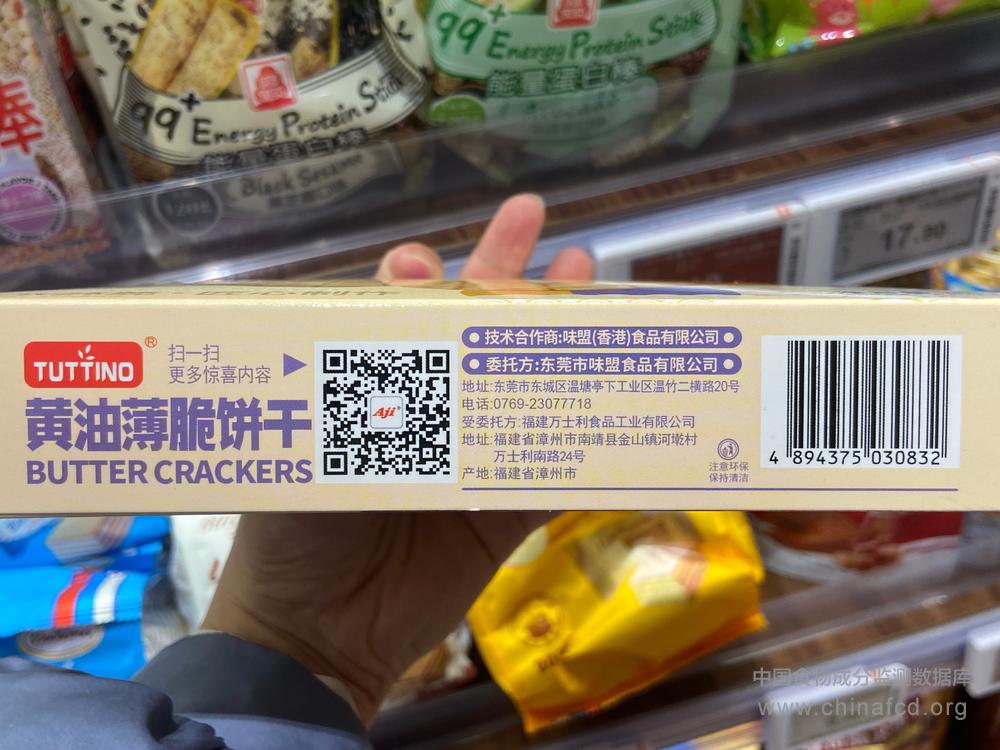 99+ Energy Protein Stick
能量蛋白棒
Black Sesame
99+ Energy Protein Stick
能量蛋白棒
棒
17.80
TUTTINO®
扫一扫
更多惊喜内容
黄油薄脆饼干
BUTTER CRACKERS
Aji®
技术合作商:味盟(香港)食品有限公司
委托方:东莞市味盟食品有限公司
地址:东莞市东城区温塘亭下工业区温竹二横路20号
电话:0769-23077718
受委托方:福建万士利食品工业有限公司
地址:福建省漳州市南靖县金山镇河墘村
万士利南路24号
产地:福建省漳州市
注意环保
保持清洁
4 894375 030832
中国食物成分监测数据库
www.chinafcd.org